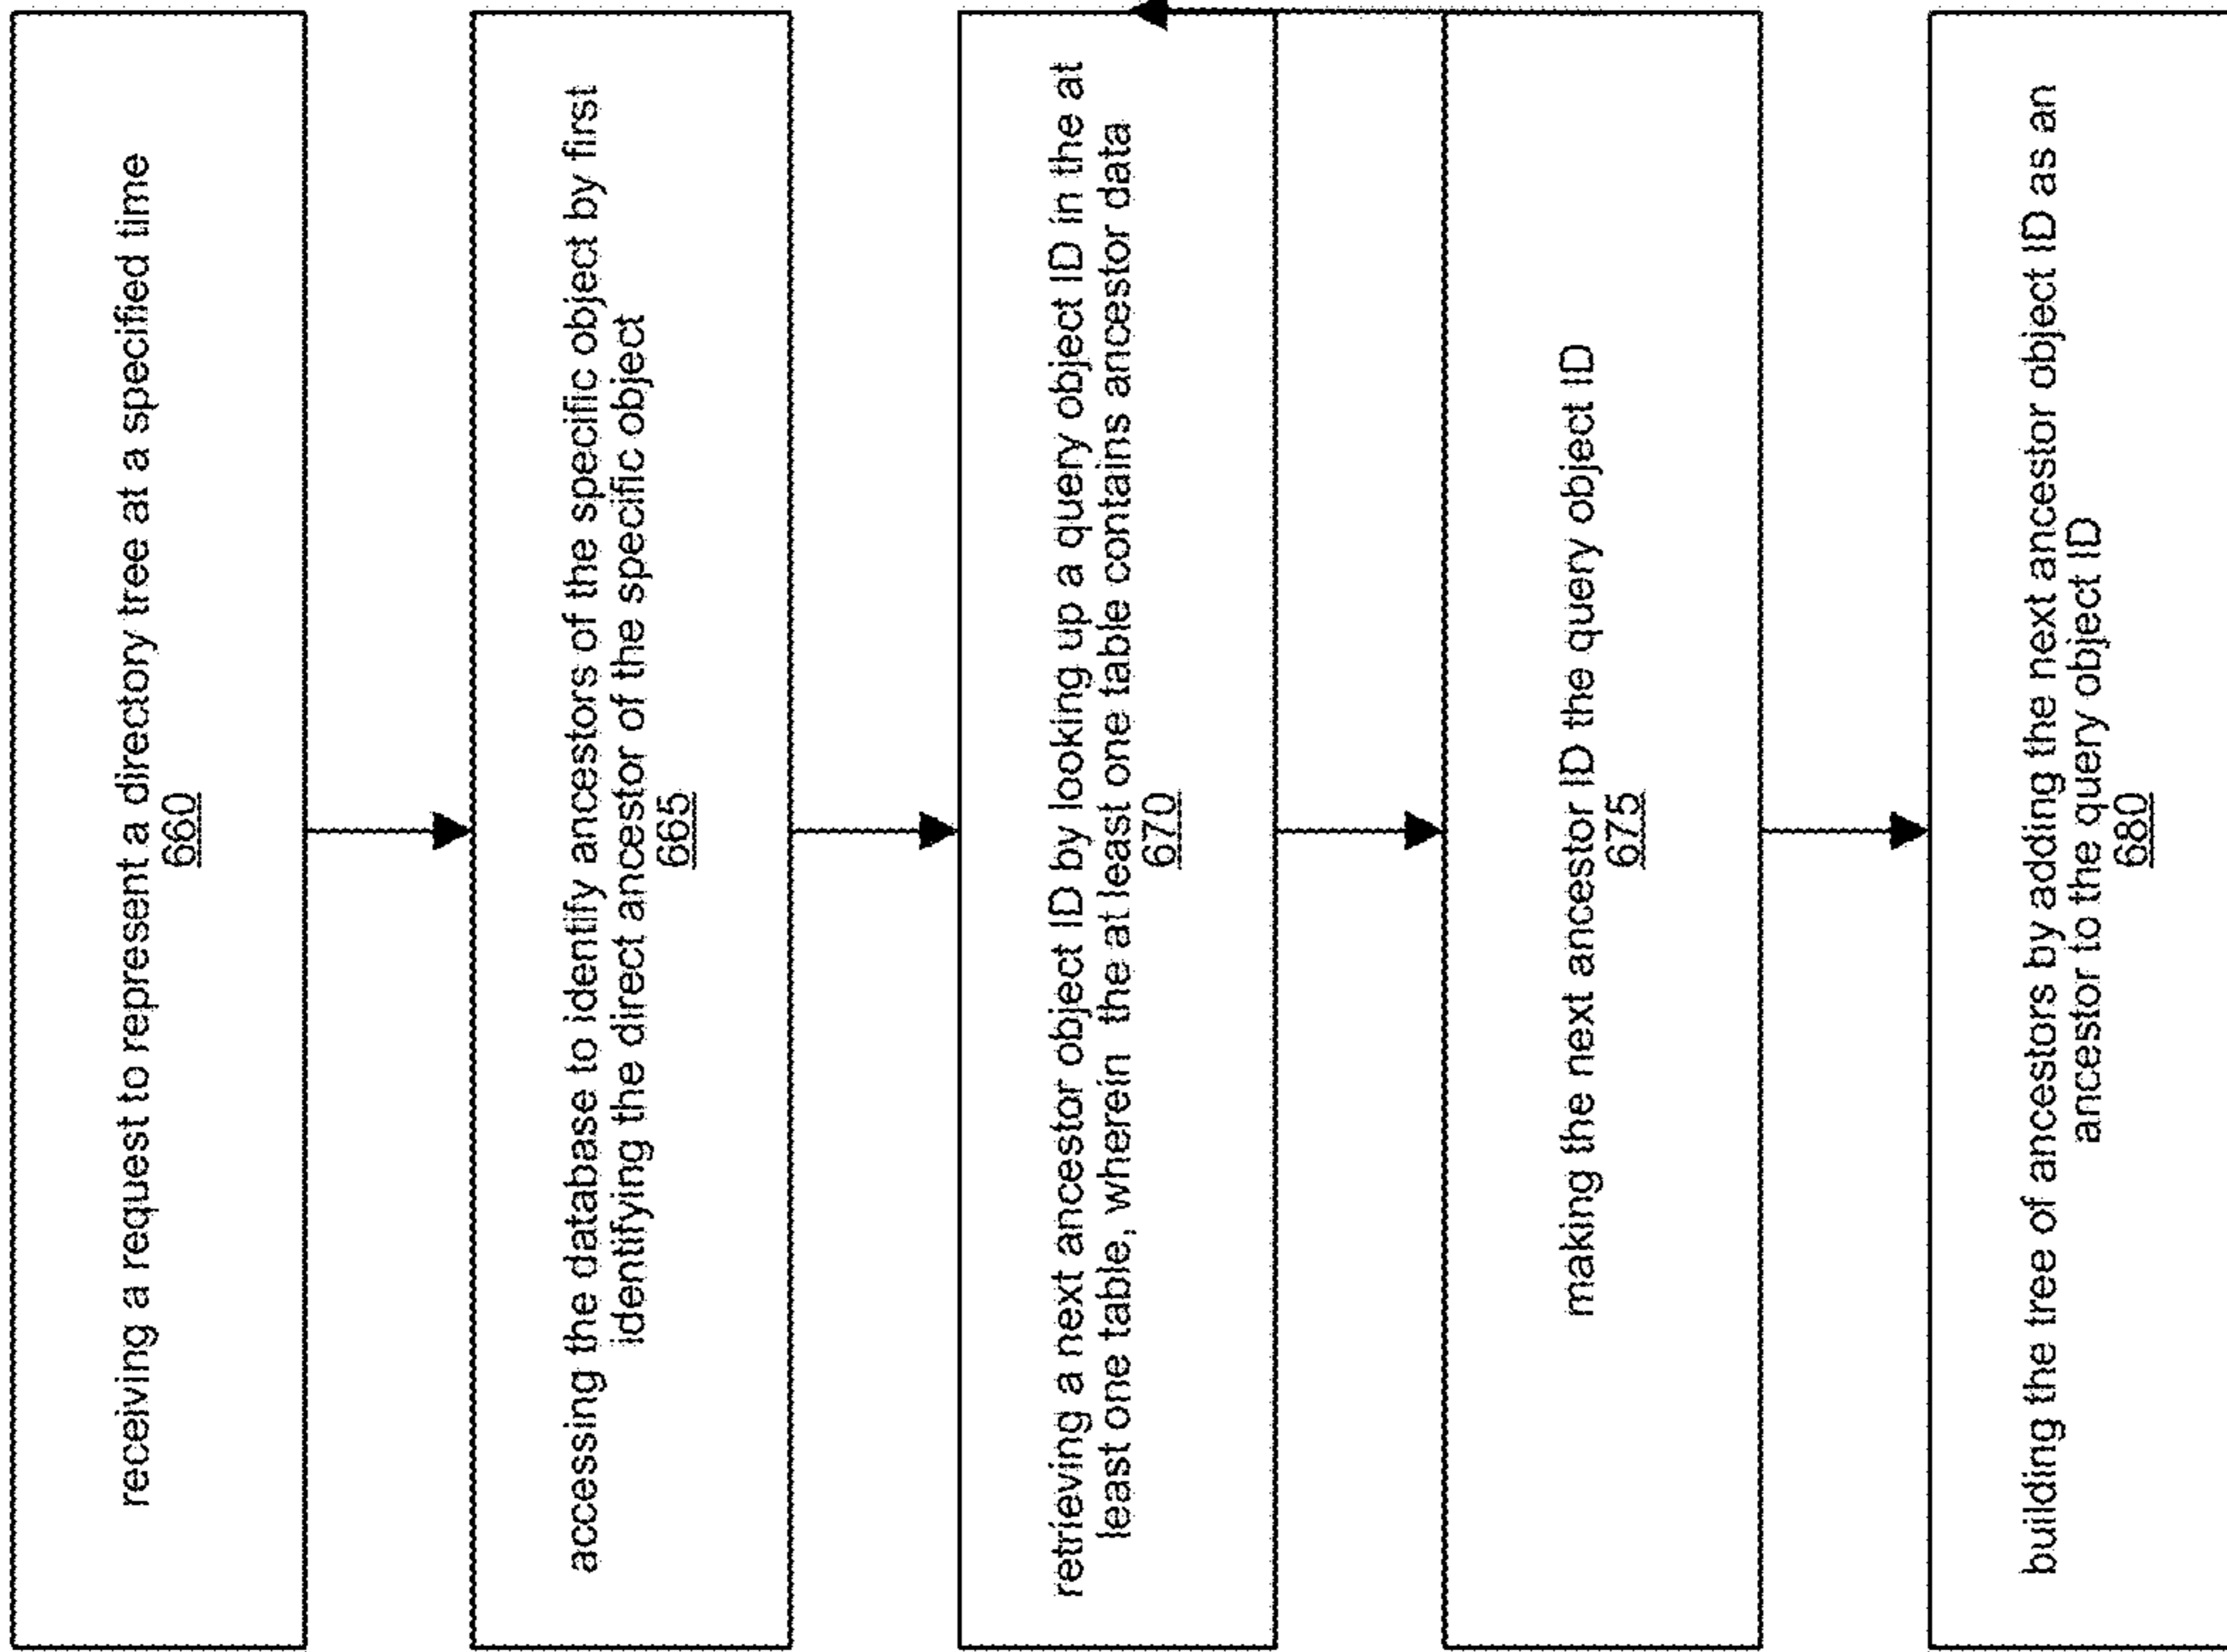 receiving a request to represent a directory tree at a specified time
660
accessing the database to identify ancestors of the specific object by first
identifying the direct ancestor of the specific object
665
retrieving a next ancestor object ID by looking up a query object ID in the at
least one table, wherein the at least one table contains ancestor data
670
making the next ancestor ID the query object ID
675
building the tree of ancestors by adding the next ancestor object ID as an
ancestor to the query object ID
680